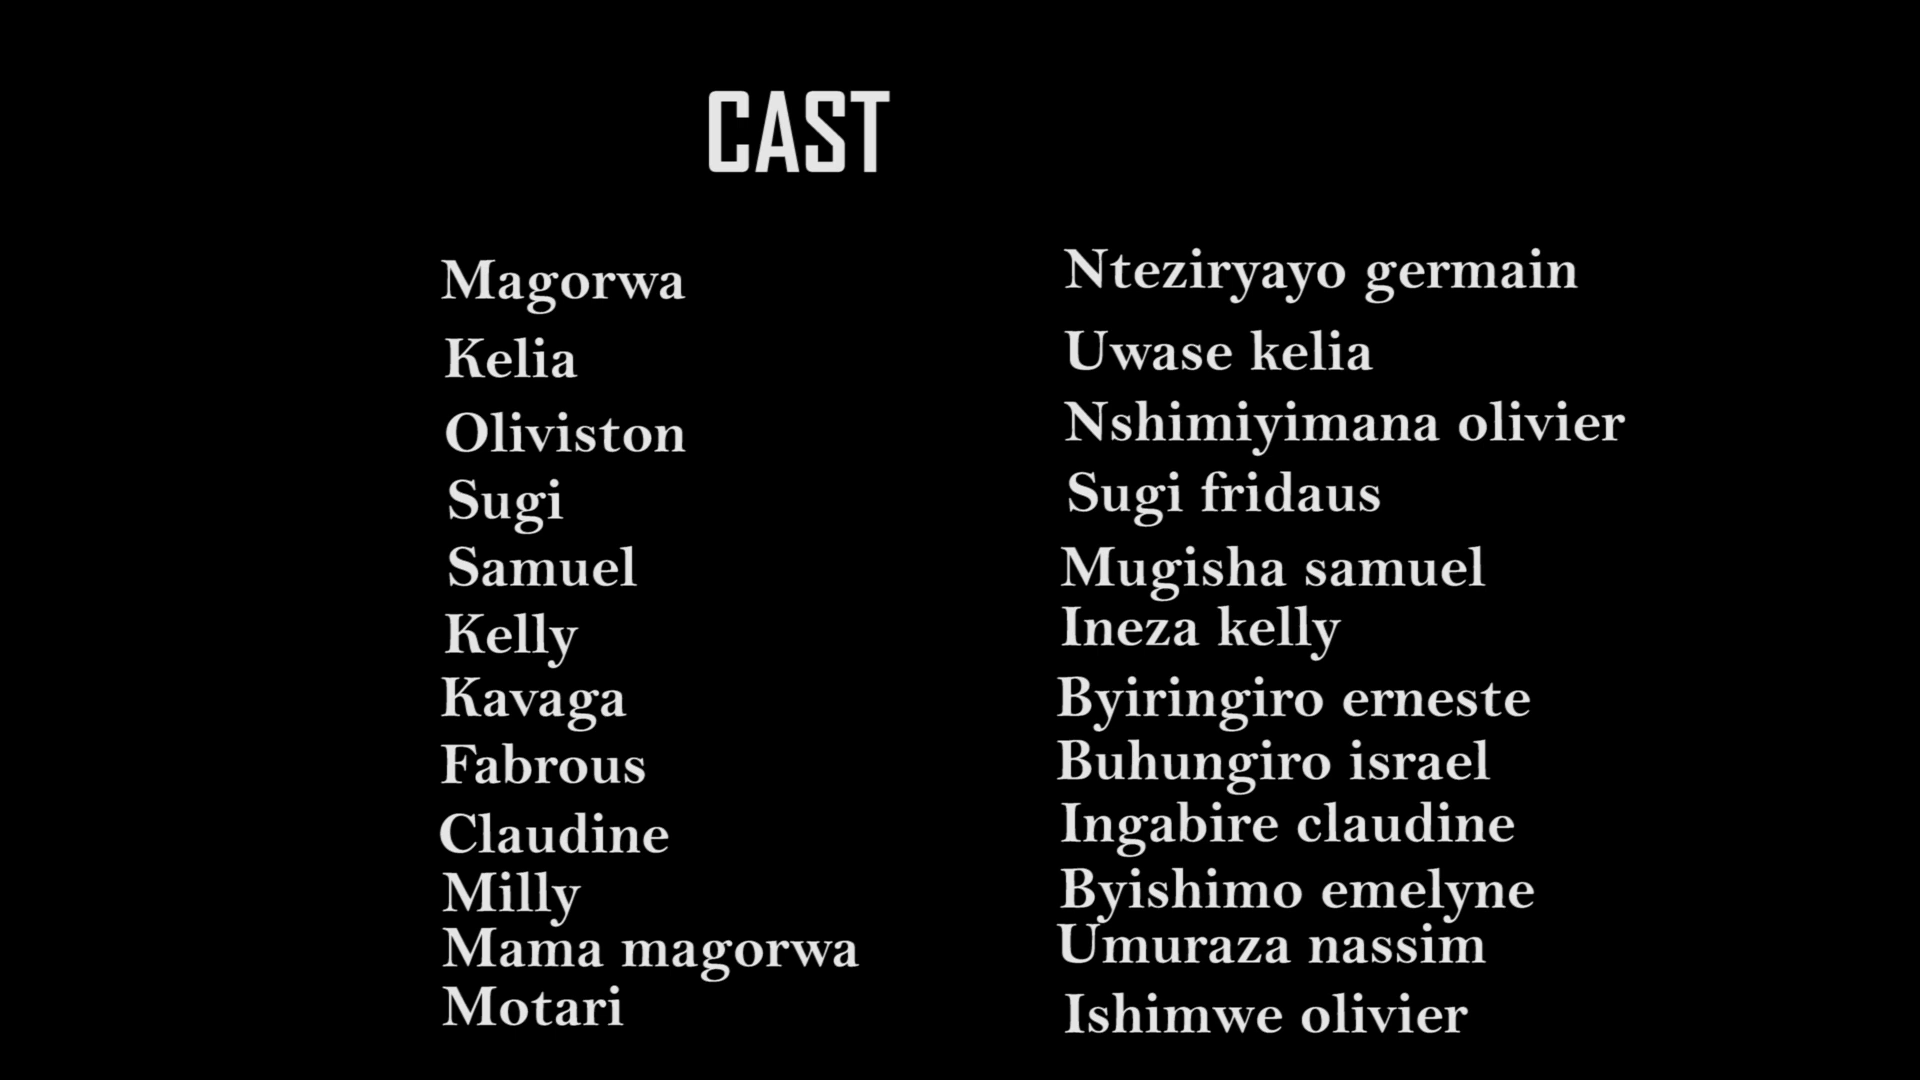 CAST
Magorwa Nteziryayo germain
Kelia Uwase kelia
Oliviston Nshimiyimana olivier
Sugi Sugi fridaus
Samuel Mugisha samuel
Kelly Ineza kelly
Kavaga Byiringiro erneste
Fabrous Buhungiro israel
Claudine Ingabire claudine
Milly Byishimo emelyne
Mama magorwa Umuraza nassim
Motari Ishimwe olivier